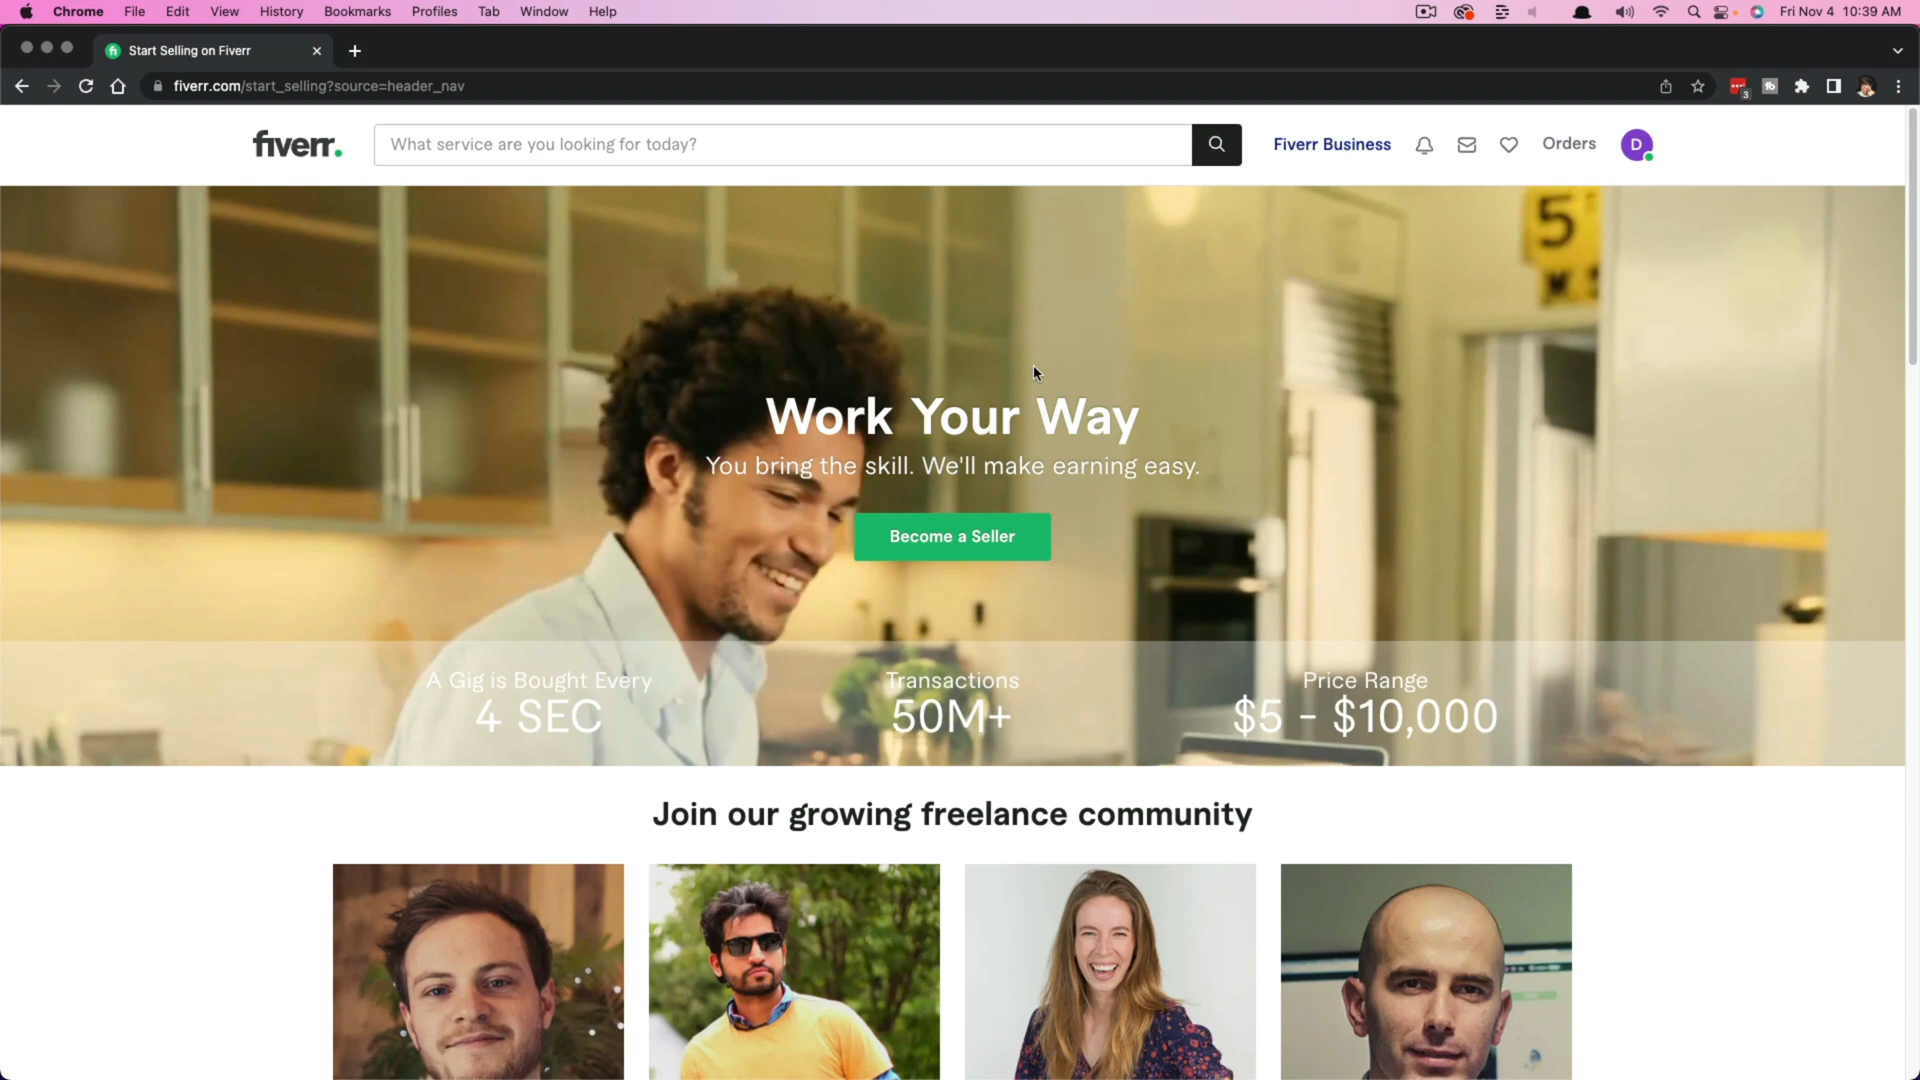 Chrome File Edit View History Bookmarks Profiles Tab Window Help
Fri Nov 4 10:39 AM
Start Selling on Fiverr
fiverr.com/start_selling?source=header_nav
3
fiverr.
What service are you looking for today?
Fiverr Business
Orders
D
5
Work Your Way
You bring the skill. We'll make earning easy.
Become a Seller
A Gig is Bought Every
4 SEC
Transactions
50M+
Price Range
$5 - $10,000
Join our growing freelance community